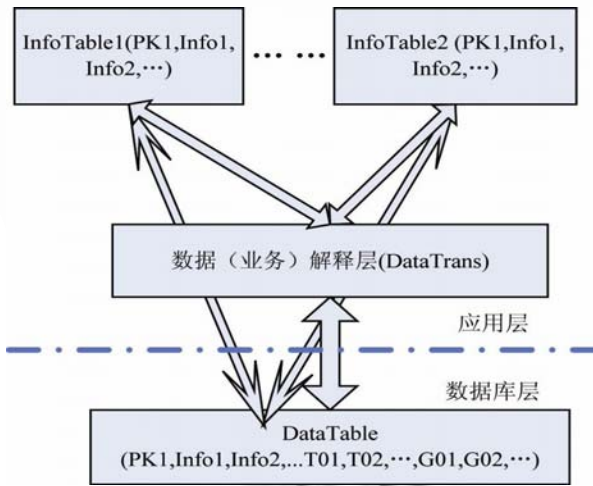 InfoTable1(PK1,Info1,
Info2,…)
… …
InfoTable2 (PK1,Info1,
Info2,…)
数据（业务）解释层(DataTrans)
应用层
数据库层
DataTable
(PK1,Info1,Info2,...T01,T02,…,G01,G02,…)